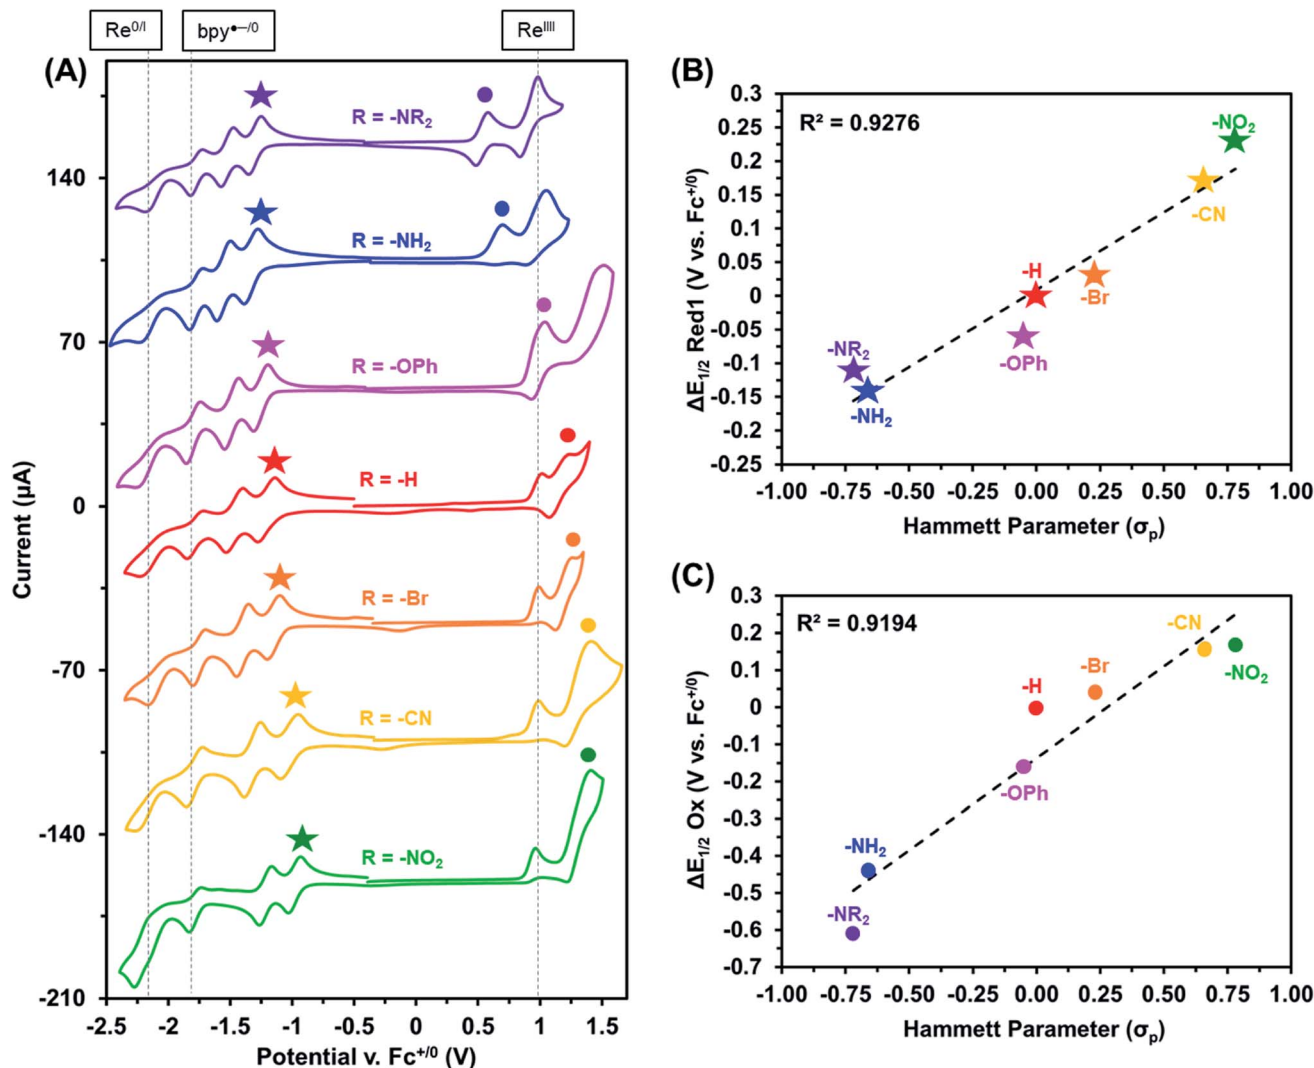 Re⁰/ᴵ
bpy•–/0
Reᴵᴵᴵᴵ
(A)
R = -NR₂
R = -NH₂
R = -OPh
R = -H
R = -Br
R = -CN
R = -NO₂
Current (µA)
140
70
0
-70
-140
-210
-2.5 -2 -1.5 -1 -0.5 0 0.5 1 1.5
Potential v. Fc⁺/⁰ (V)
(B)
R² = 0.9276
-NO₂
-CN
-H
-Br
-OPh
-NR₂
-NH₂
ΔE₁/₂ Red1 (V vs. Fc⁺/⁰)
0.3
0.25
0.2
0.15
0.1
0.05
0
-0.05
-0.1
-0.15
-0.2
-0.25
-1.00 -0.75 -0.50 -0.25 0.00 0.25 0.50 0.75 1.00
Hammett Parameter (σₚ)
(C)
R² = 0.9194
-CN
-NO₂
-Br
-H
-OPh
-NH₂
-NR₂
ΔE₁/₂ Ox (V vs. Fc⁺/⁰)
0.3
0.2
0.1
0
-0.1
-0.2
-0.3
-0.4
-0.5
-0.6
-0.7
-1.00 -0.75 -0.50 -0.25 0.00 0.25 0.50 0.75 1.00
Hammett Parameter (σₚ)